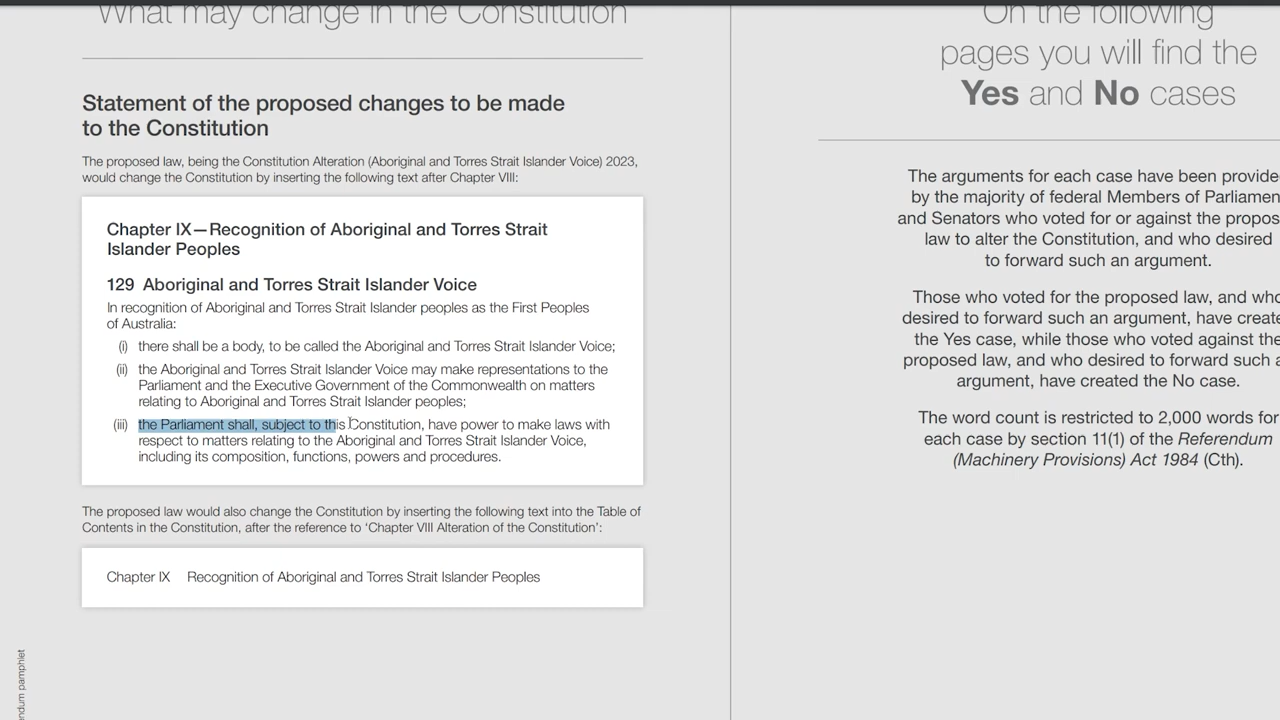 What may change in the Constitution
Statement of the proposed changes to be made
to the Constitution
The proposed law, being the Constitution Alteration (Aboriginal and Torres Strait Islander Voice) 2023,
would change the Constitution by inserting the following text after Chapter VIII:
Chapter IX—Recognition of Aboriginal and Torres Strait
Islander Peoples
129 Aboriginal and Torres Strait Islander Voice
In recognition of Aboriginal and Torres Strait Islander peoples as the First Peoples
of Australia:
(i) there shall be a body, to be called the Aboriginal and Torres Strait Islander Voice;
(ii) the Aboriginal and Torres Strait Islander Voice may make representations to the
Parliament and the Executive Government of the Commonwealth on matters
relating to Aboriginal and Torres Strait Islander peoples;
(iii) the Parliament shall, subject to this Constitution, have power to make laws with
respect to matters relating to the Aboriginal and Torres Strait Islander Voice,
including its composition, functions, powers and procedures.
The proposed law would also change the Constitution by inserting the following text into the Table of
Contents in the Constitution, after the reference to ‘Chapter VIII Alteration of the Constitution’:
Chapter IX Recognition of Aboriginal and Torres Strait Islander Peoples
endum pamphlet
On the following
pages you will find the
Yes and No cases
The arguments for each case have been provide
by the majority of federal Members of Parliamen
and Senators who voted for or against the propos
law to alter the Constitution, and who desired
to forward such an argument.
Those who voted for the proposed law, and who
desired to forward such an argument, have create
the Yes case, while those who voted against the
proposed law, and who desired to forward such a
argument, have created the No case.
The word count is restricted to 2,000 words for
each case by section 11(1) of the Referendum
(Machinery Provisions) Act 1984 (Cth).